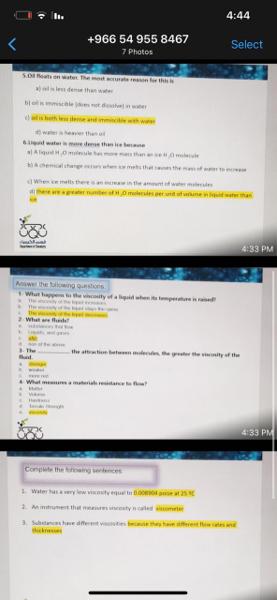 4:44
+966 54 955 8467
7 Photos
Select
5.Oil floats on water. The most accurate reason for this is
a) oil is less dense than water
b) oil is immiscible (does not dissolve) in water
c) oil is both less dense and immiscible with water
d) water is heavier than oil
6.Liquid water is more dense than ice because
a) A liquid H2O molecule has more mass than an ice H2O molecule
b) A chemical change occurs when ice melts that causes the mass of water to increase
c) When ice melts there is an increase in the amount of water molecules
d) there are a greater number of H2O molecules per unit of volume in liquid water than
ice
4:33 PM
Answer the following questions:
1- What happens to the viscosity of a liquid when its temperature is raised?
a. The viscosity of the liquid increases
b. The viscosity of the liquid stays the same
c. The viscosity of the liquid decreases
2- What are fluids?
a. substances that flow
b. Liquids, and gases
c. a&b
d. non of the above
3- The ________ the attraction between molecules, the greater the viscosity of the
fluid.
a. stronger
b. weaker
c.
4- What measures a materials resistance to flow?
a. Matter
b. Volume
c. Hardness
d. Tensile Strength
e. viscosity
4:33 PM
Complete the following sentences:
1. Water has a very low viscosity equal to 0.008904 poise at 25 °C
2. An instrument that measures viscosity is called viscometer
3. Substances have different viscosities because they have different flow rates and
thicknesses